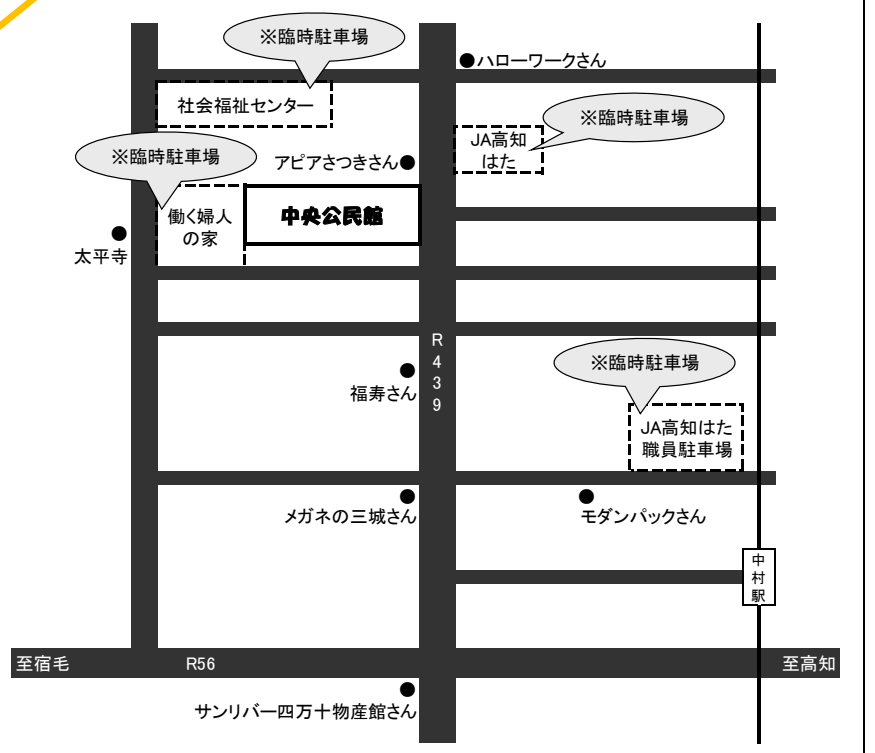 ※臨時駐車場
●ハローワークさん
社会福祉センター
※臨時駐車場
JA高知
はた
※臨時駐車場
アピアさつきさん●
働く婦人
の家
中央公民館
●
太平寺
R
4
3
9
※臨時駐車場
●
福寿さん
JA高知はた
職員駐車場
●
メガネの三城さん
●
モダンパックさん
中
村
駅
至宿毛
R56
至高知
●
サンリバー四万十物産館さん